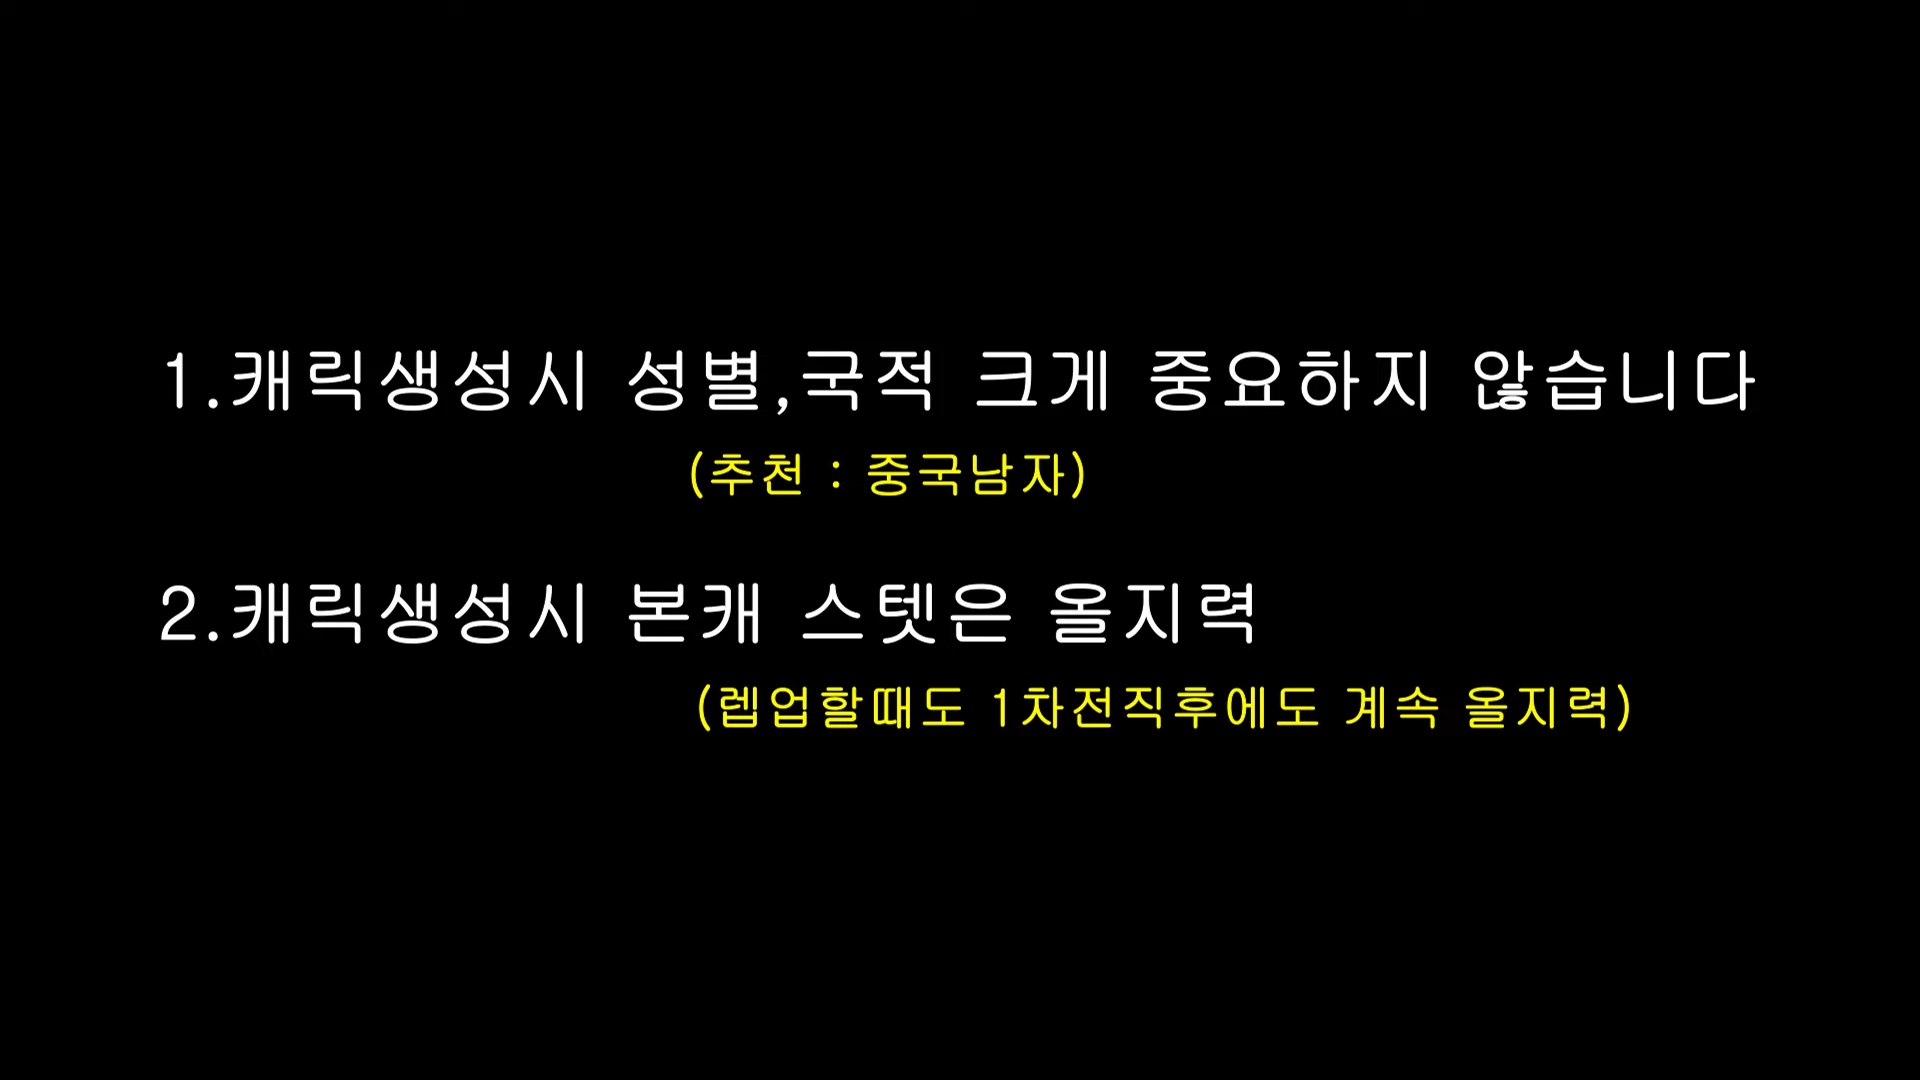 1.캐릭생성시 성별,국적 크게 중요하지 않습니다
(추천 : 중국남자)
2.캐릭생성시 본캐 스텟은 올지력
(렙업할때도 1차전직후에도 계속 올지력)